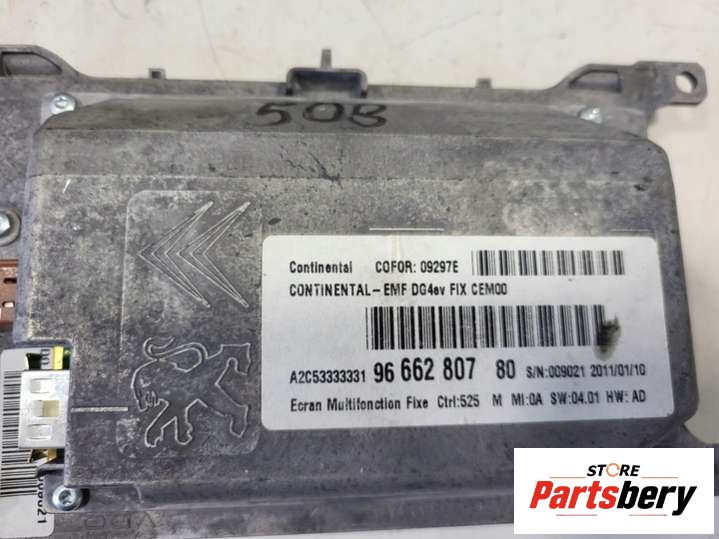 508
Continental COFOR: 09297E
CONTINENTAL-EMF DG4ev FIX CEM00
A2C53333331 96 662 807 80 S/N:009021 2011/01/10
Ecran Multifonction Fixe Ctrl:525 M MI:0A SW:04.01 HW: AD
STORE
Partsbery